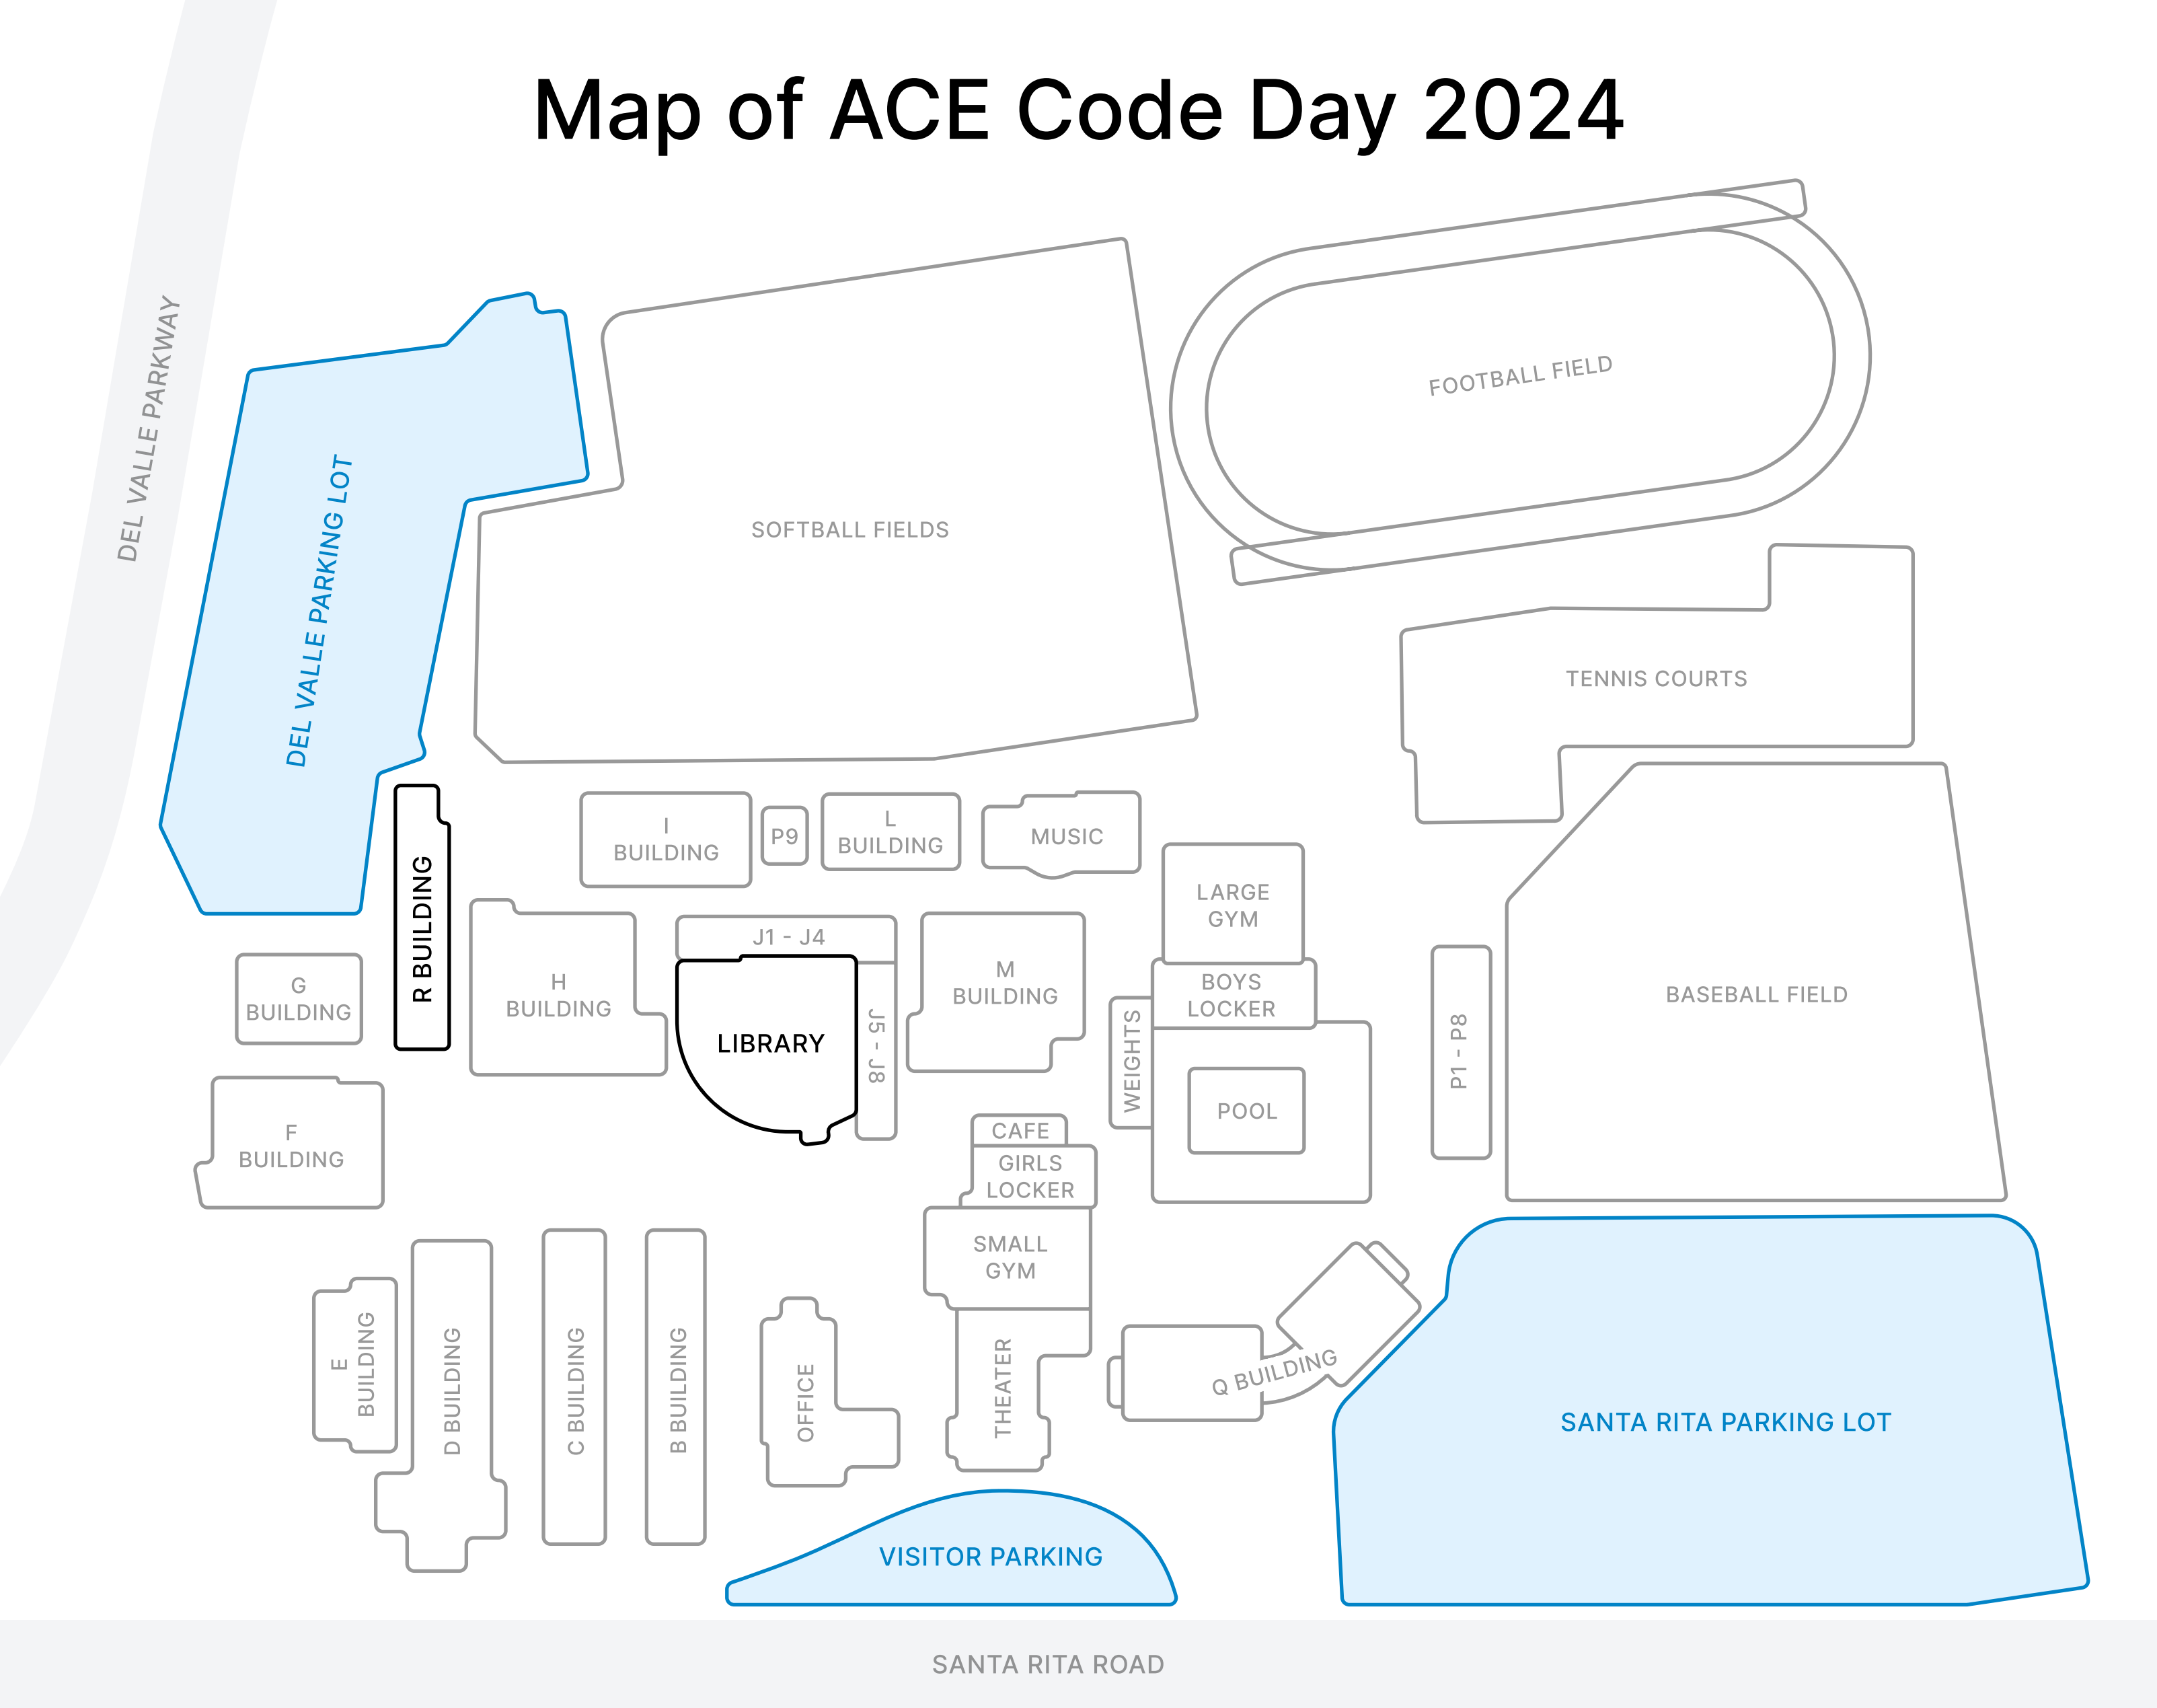 Map of ACE Code Day 2024
DEL VALLE PARKWAY
DEL VALLE PARKING LOT
SOFTBALL FIELDS
FOOTBALL FIELD
TENNIS COURTS
I
BUILDING
P9
L
BUILDING
MUSIC
LARGE
GYM
R BUILDING
J1 - J4
G
BUILDING
H
BUILDING
LIBRARY
J5 - J8
M
BUILDING
BOYS
LOCKER
WEIGHTS
POOL
P1 - P8
BASEBALL FIELD
F
BUILDING
CAFE
GIRLS
LOCKER
SMALL
GYM
E
BUILDING
D BUILDING
C BUILDING
B BUILDING
OFFICE
THEATER
Q BUILDING
SANTA RITA PARKING LOT
VISITOR PARKING
SANTA RITA ROAD